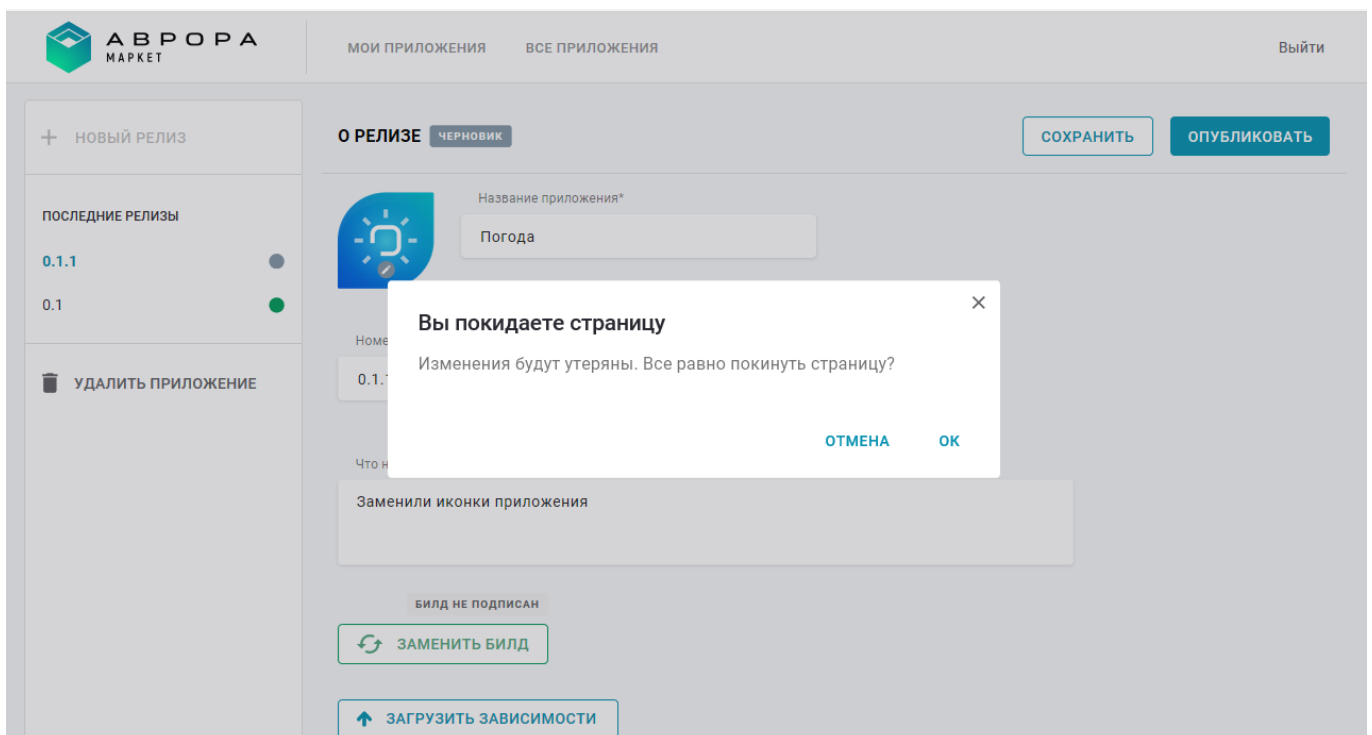 АВРОРА
МАРКЕТ
МОИ ПРИЛОЖЕНИЯ
ВСЕ ПРИЛОЖЕНИЯ
Выйти
НОВЫЙ РЕЛИЗ
ПОСЛЕДНИЕ РЕЛИЗЫ
0.1.1
0.1
УДАЛИТЬ ПРИЛОЖЕНИЕ
О РЕЛИЗЕ ЧЕРНОВИК
СОХРАНИТЬ
ОПУБЛИКОВАТЬ
Название приложения*
Погода
Вы покидаете страницу
Изменения будут утеряны. Все равно покинуть страницу?
ОТМЕНА
ОК
Заменили иконки приложения
БИЛД НЕ ПОДПИСАН
ЗАМЕНИТЬ БИЛД
ЗАГРУЗИТЬ ЗАВИСИМОСТИ